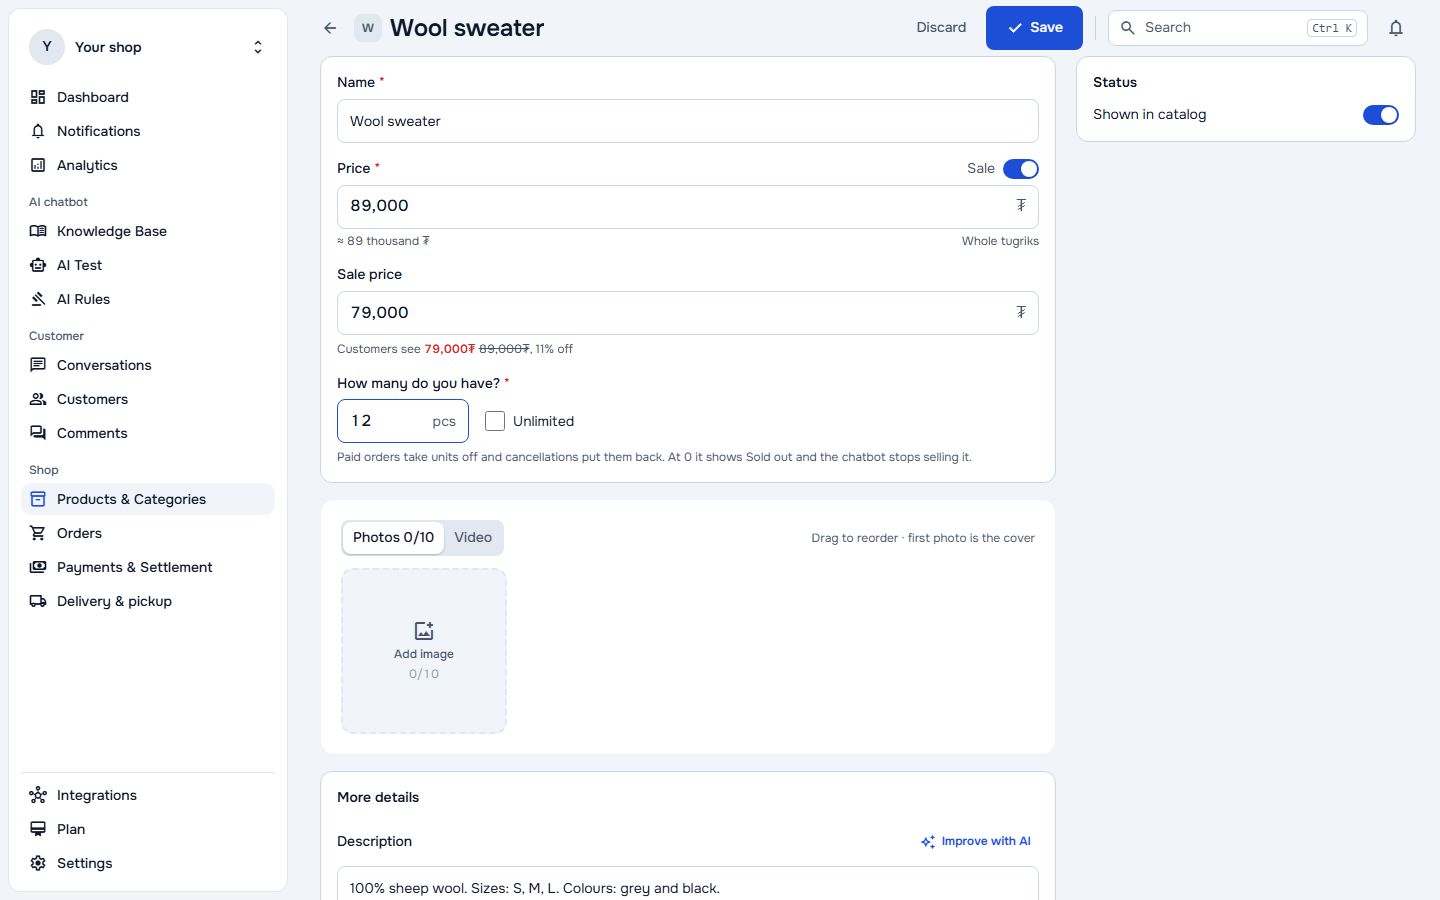 Y
Your shop
Dashboard
Notifications
Analytics
AI chatbot
Knowledge Base
AI Test
AI Rules
Customer
Conversations
Customers
Comments
Shop
Products & Categories
Orders
Payments & Settlement
Delivery & pickup
Integrations
Plan
Settings
W
Wool sweater
Discard
Save
Search
Ctrl K
Name *
Wool sweater
Price *
Sale
89,000
₮
≈ 89 thousand ₮
Whole tugriks
Sale price
79,000
₮
Customers see 79,000₮ 89,000₮, 11% off
How many do you have? *
12
pcs
Unlimited
Paid orders take units off and cancellations put them back. At 0 it shows Sold out and the chatbot stops selling it.
Photos 0/10
Video
Drag to reorder · first photo is the cover
Add image
0/10
More details
Description
Improve with AI
100% sheep wool. Sizes: S, M, L. Colours: grey and black.
Status
Shown in catalog